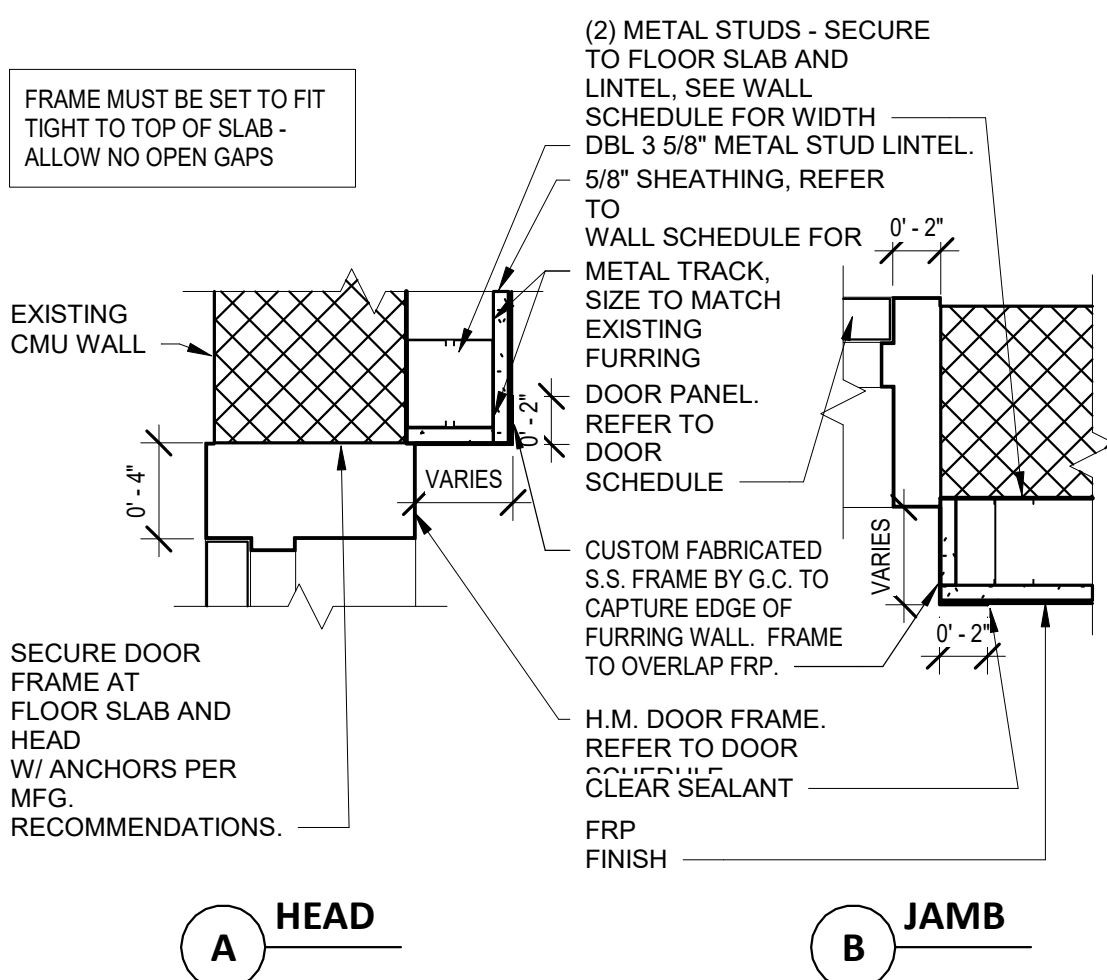 FRAME MUST BE SET TO FIT
TIGHT TO TOP OF SLAB -
ALLOW NO OPEN GAPS
EXISTING
CMU WALL
0' - 4"
SECURE DOOR
FRAME AT
FLOOR SLAB AND
HEAD
W/ ANCHORS PER
MFG.
RECOMMENDATIONS.
VARIES
0' - 2"
(2) METAL STUDS - SECURE
TO FLOOR SLAB AND
LINTEL, SEE WALL
SCHEDULE FOR WIDTH
DBL 3 5/8" METAL STUD LINTEL.
5/8" SHEATHING, REFER
TO
WALL SCHEDULE FOR
METAL TRACK,
SIZE TO MATCH
EXISTING
FURRING
DOOR PANEL.
REFER TO
DOOR
SCHEDULE
CUSTOM FABRICATED
S.S. FRAME BY G.C. TO
CAPTURE EDGE OF
FURRING WALL. FRAME
TO OVERLAP FRP.
H.M. DOOR FRAME.
REFER TO DOOR
SCHEDULE
CLEAR SEALANT
FRP
FINISH
0' - 2"
VARIES
0' - 2"
A HEAD
B JAMB